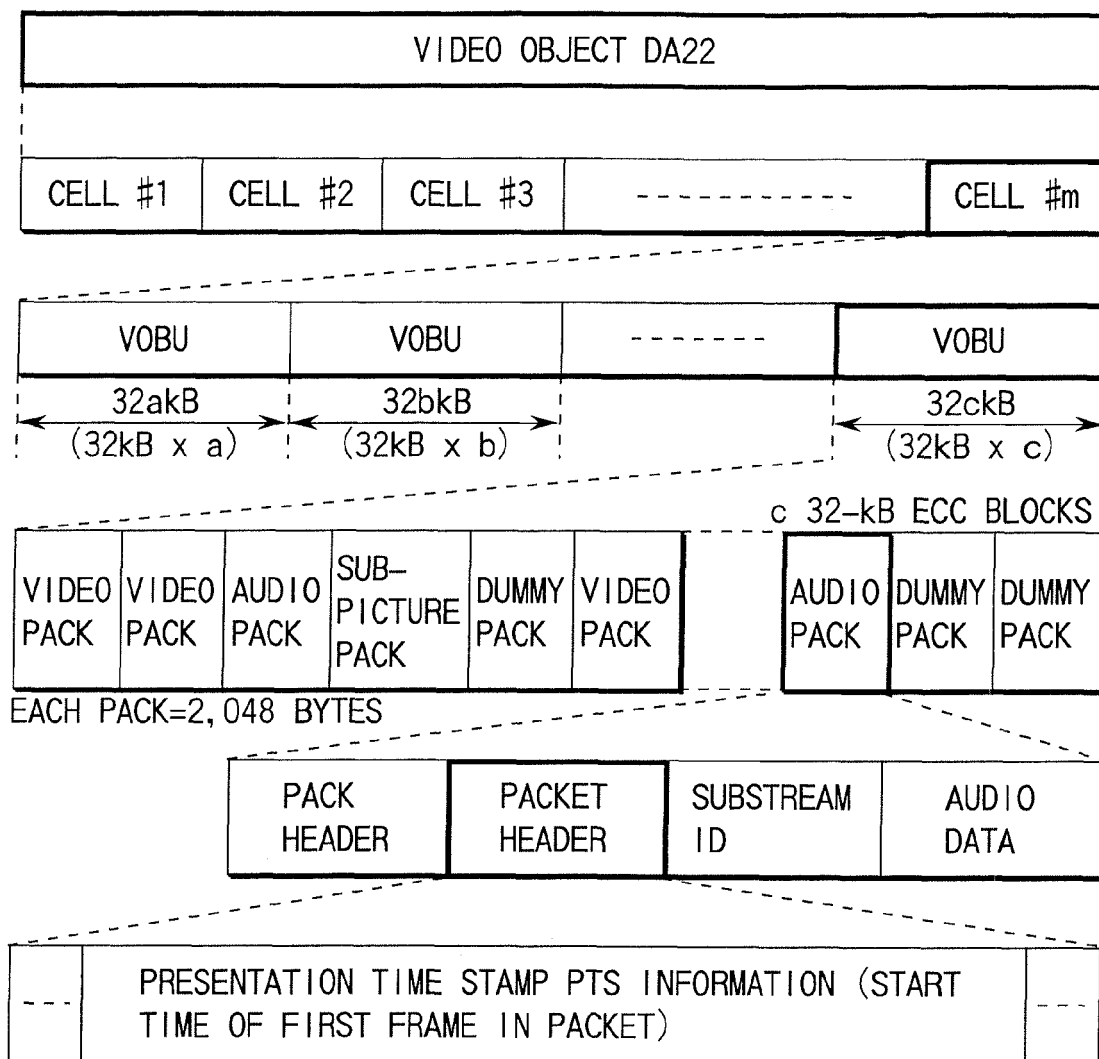 VIDEO OBJECT DA22
CELL #1 CELL #2 CELL #3 CELL #m
VOBU VOBU VOBU
32akB 32bkB 32ckB
(32kB x a) (32kB x b) (32kB x c)
c 32-kB ECC BLOCKS
VIDEO PACK
VIDEO PACK
AUDIO PACK
SUB-
PICTURE
PACK
DUMMY PACK
VIDEO PACK
AUDIO PACK
DUMMY PACK
DUMMY PACK
EACH PACK=2,048 BYTES
PACK
HEADER
PACKET
HEADER
SUBSTREAM
ID
AUDIO
DATA
PRESENTATION TIME STAMP PTS INFORMATION (START
TIME OF FIRST FRAME IN PACKET)